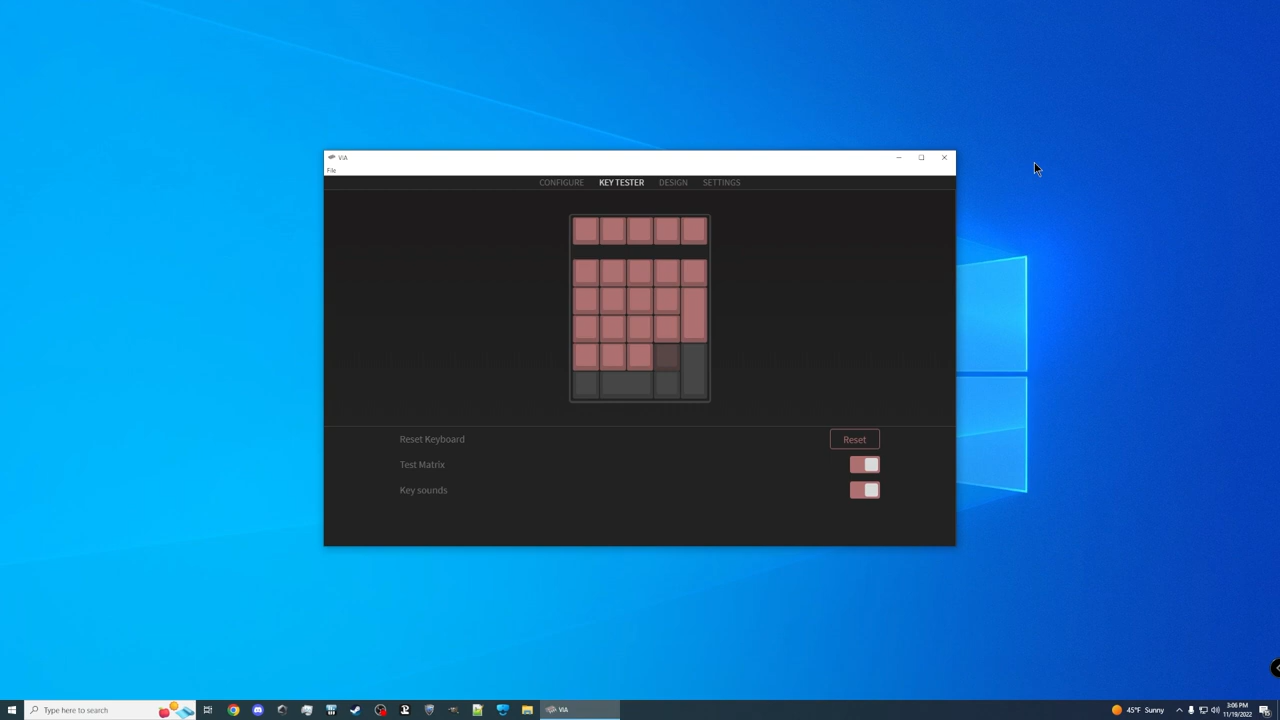 VIA
File
CONFIGURE KEY TESTER DESIGN SETTINGS
Reset Keyboard Reset
Test Matrix
Key sounds
Type here to search
VIA
45°F Sunny
3:06 PM
11/19/2022